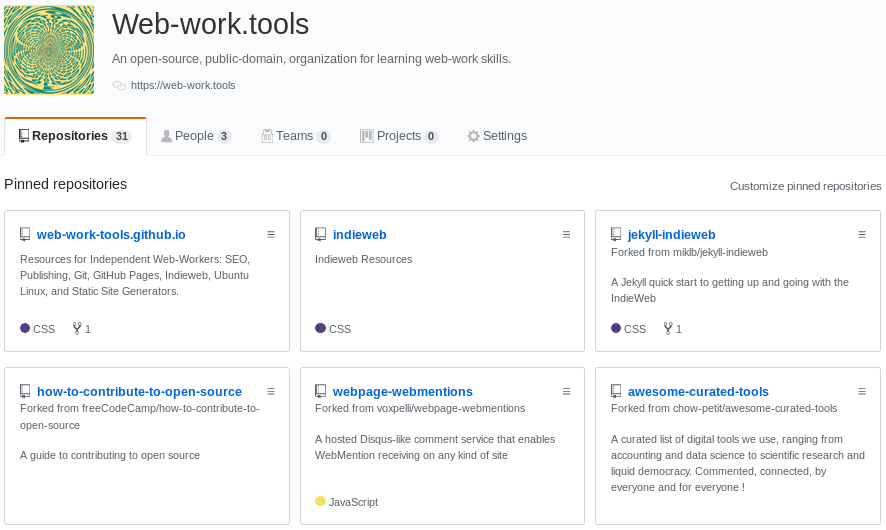 Web-work.tools
An open-source, public-domain, organization for learning web-work skills.
https://web-work.tools
Repositories 31 People 3 Teams 0 Projects 0 Settings
Pinned repositories Customize pinned repositories
web-work-tools.github.io
Resources for Independent Web-Workers: SEO,
Publishing, Git, GitHub Pages, Indieweb, Ubuntu
Linux, and Static Site Generators.
CSS 1
indieweb
Indieweb Resources
CSS
jekyll-indieweb
Forked from miklb/jekyll-indieweb
A Jekyll quick start to getting up and going with the
IndieWeb
CSS 1
how-to-contribute-to-open-source
Forked from freeCodeCamp/how-to-contribute-to-
open-source
A guide to contributing to open source
webpage-webmentions
Forked from voxpelli/webpage-webmentions
A hosted Disqus-like comment service that enables
WebMention receiving on any kind of site
JavaScript
awesome-curated-tools
Forked from chow-petit/awesome-curated-tools
A curated list of digital tools we use, ranging from
accounting and data science to scientific research and
liquid democracy. Commented, connected, by
everyone and for everyone !